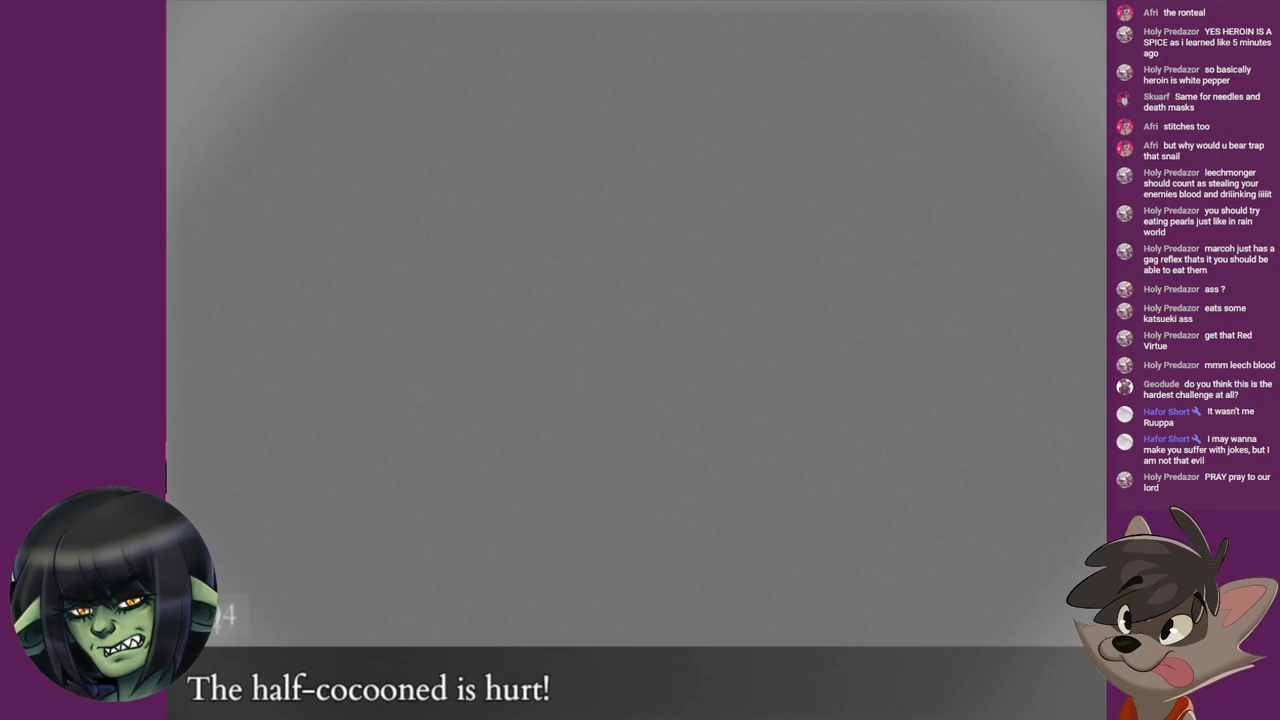 Afri the ronteal
Holy Predazor YES HEROIN IS A
SPICE as i learned like 5 minutes
ago
Holy Predazor so basically
heroin is white pepper
Skuarf Same for needles and
death masks
Afri stitches too
Afri but why would u bear trap
that snail
Holy Predazor leechmonger
should count as stealing your
enemies blood and driiinking iiiiit
Holy Predazor you should try
eating pearls just like in rain
world
Holy Predazor marcoh just has a
gag reflex thats it you should be
able to eat them
Holy Predazor ass ?
Holy Predazor eats some
katsueki ass
Holy Predazor get that Red
Virtue
Holy Predazor mmm leech blood
Geodude do you think this is the
hardest challenge at all?
Hafor Short It wasn't me
Ruuppa
Hafor Short I may wanna
make you suffer with jokes, but I
am not that evil
Holy Predazor PRAY pray to our
lord
The half-cocooned is hurt!